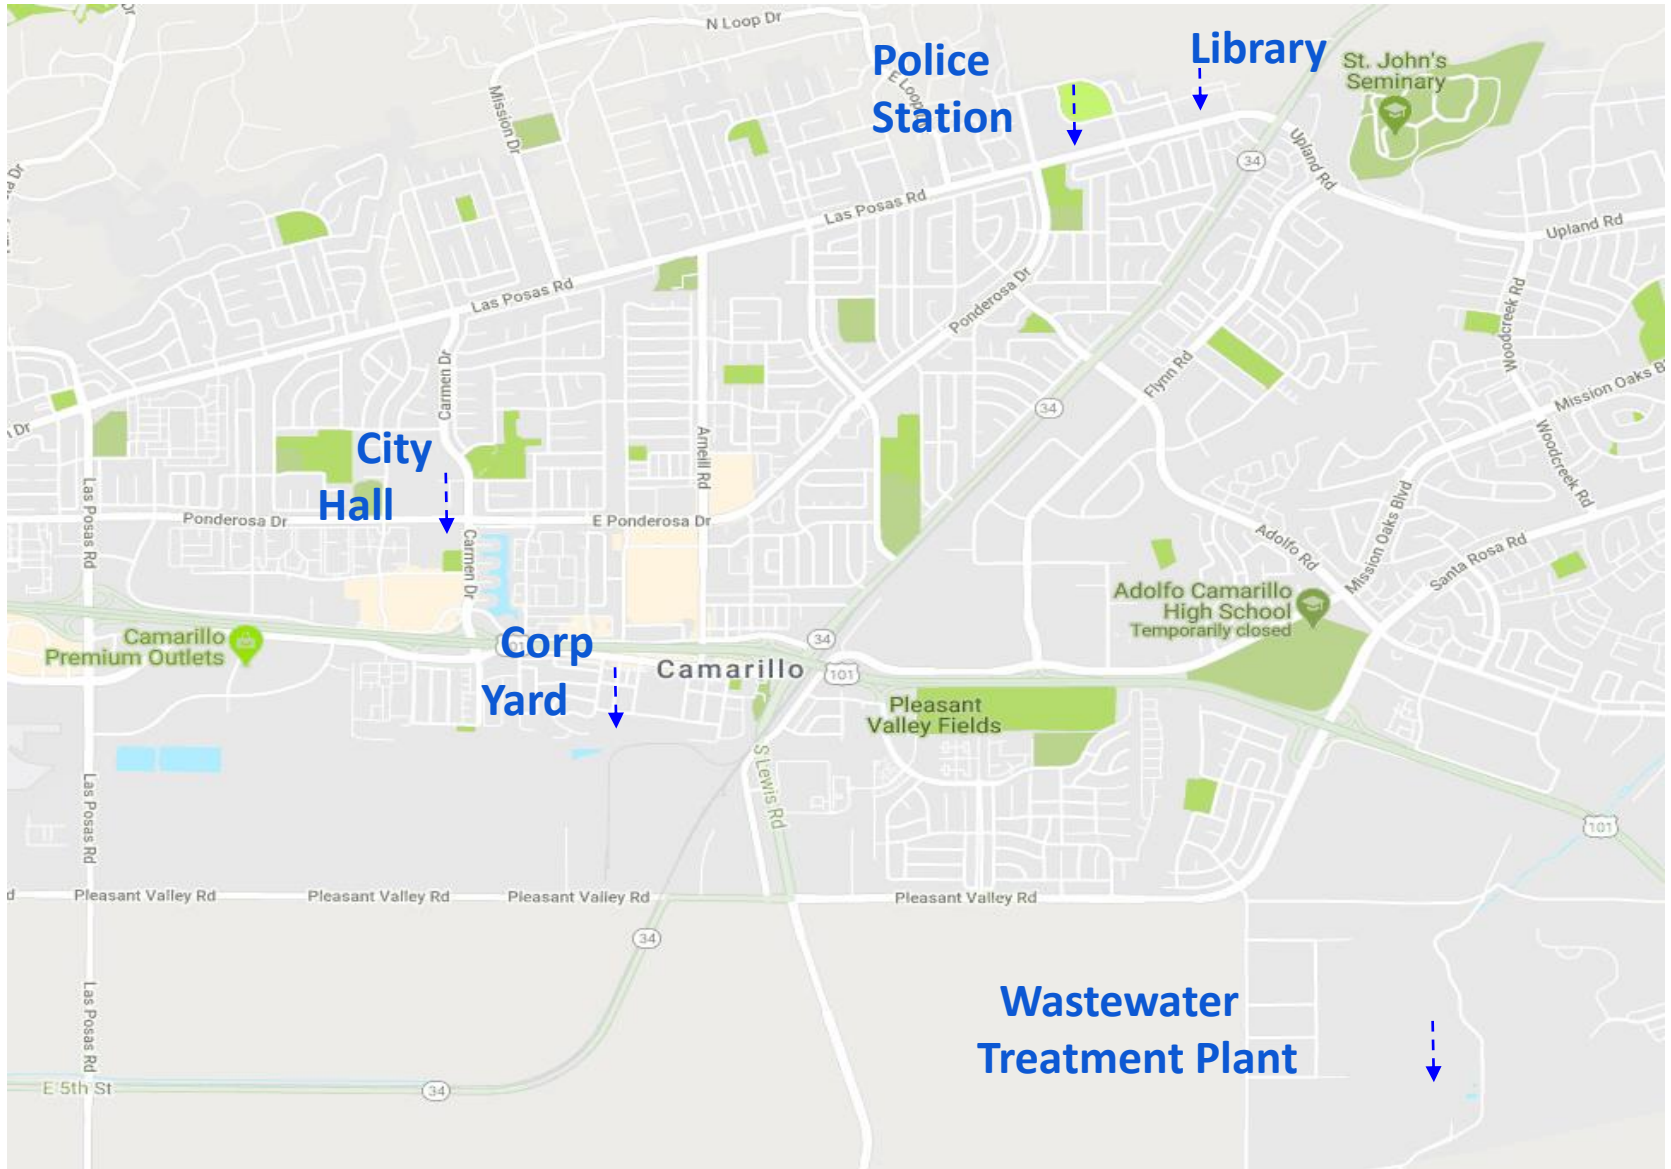 Dr
N Loop Dr
Library
Police
Station
E Loop
St. John's
Seminary
Mission Dr
34
Upland Rd
Las Posas Rd
Upland Rd
Las Posas Rd
Ponderosa Dr
Woodcreek Rd
Carmen Dr
Flynn Rd
Mission Oaks B
34
Dr
City
Hall
Arneill Rd
Woodcreek Rd
Las Posas Rd
Ponderosa Dr
E Ponderosa Dr
Carmen Dr
Mission Oaks Blvd
Adolfo Rd
Santa Rosa Rd
Adolfo Camarillo
High School
Temporarily closed
Camarillo
Premium Outlets
Corp
Yard
34
Camarillo
101
Pleasant
Valley Fields
S Lewis Rd
Las Posas Rd
101
d
Pleasant Valley Rd
Pleasant Valley Rd
Pleasant Valley Rd
Pleasant Valley Rd
34
Las Posas Rd
Wastewater
Treatment Plant
E 5th St
34